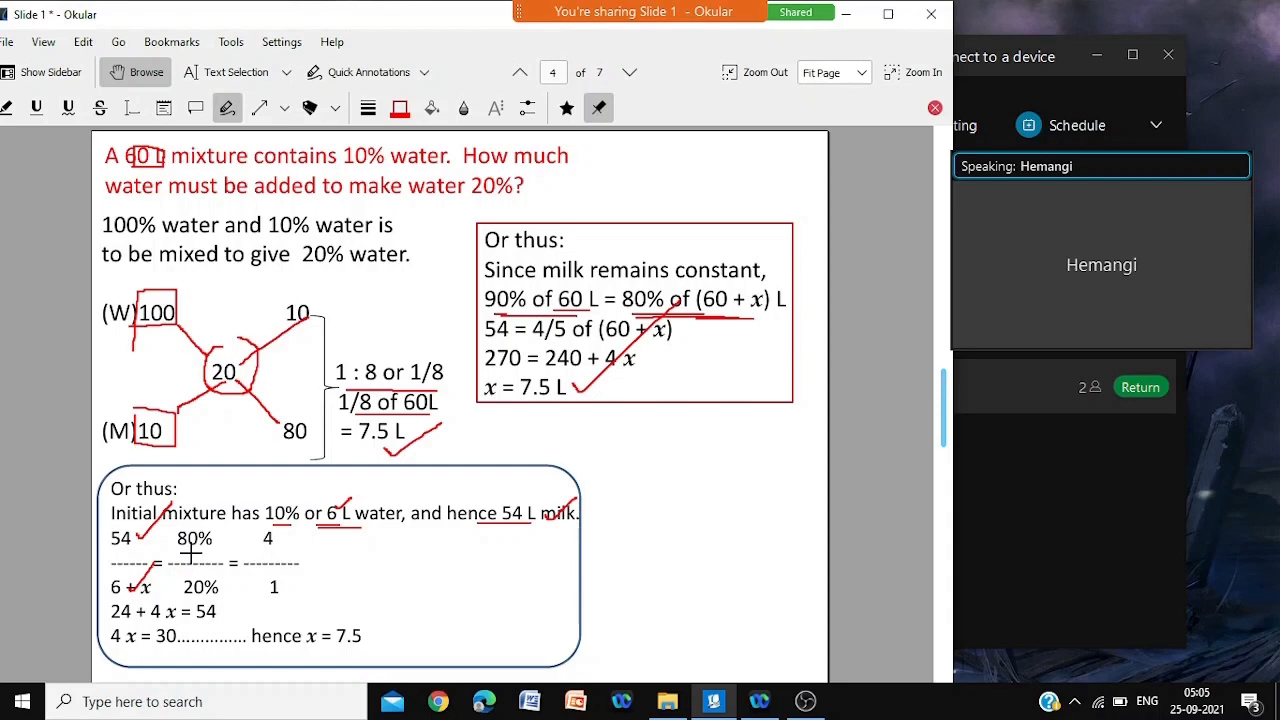 Slide 1 * - Okular
You're sharing Slide 1 - Okular
Shared
File View Edit Go Bookmarks Tools Settings Help
nect to a device
Show Sidebar Browse Text Selection Quick Annotations 4 of 7 Zoom Out Fit Page Zoom In
ting Schedule
Speaking: Hemangi
Hemangi
2 Return
A 60 L mixture contains 10% water. How much
water must be added to make water 20%?
100% water and 10% water is
to be mixed to give 20% water.
(W) 100 10
20
(M) 10 80
1 : 8 or 1/8
1/8 of 60L
= 7.5 L
Or thus:
Since milk remains constant,
90% of 60 L = 80% of (60 + x) L
54 = 4/5 of (60 + x)
270 = 240 + 4 x
x = 7.5 L
Or thus:
Initial mixture has 10% or 6 L water, and hence 54 L milk.
54 80% 4
------ = --------- = ---------
6 + x 20% 1
24 + 4 x = 54
4 x = 30............... hence x = 7.5
Type here to search
ENG
05:05
25-09-2021
3